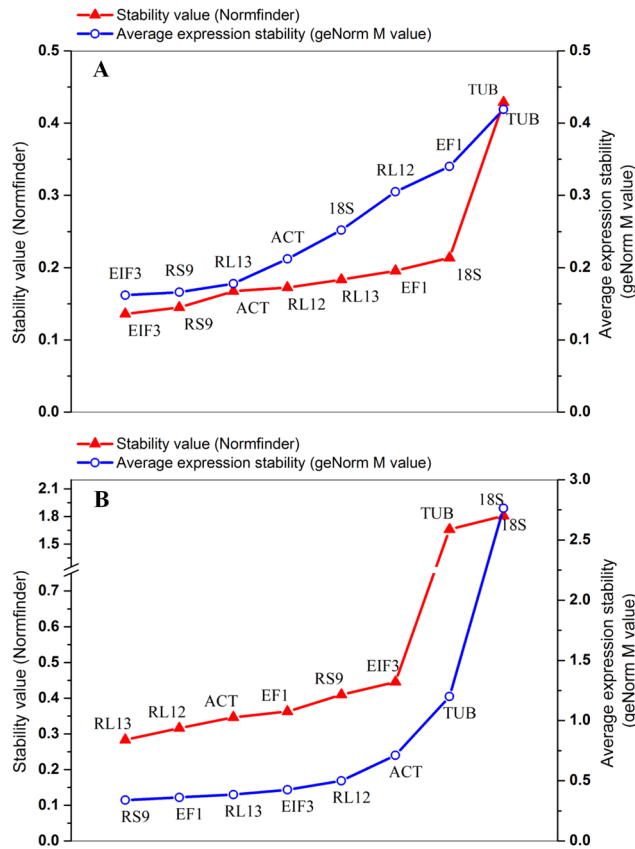 Stability value (Normfinder)
Average expression stability (geNorm M value)
A
0.5
0.4
0.3
0.2
0.1
0.0
Stability value (Normfinder)
EIF3
RS9
RL13
ACT
18S
RL12
EF1
TUB
TUB
EIF3
RS9
ACT
RL12
RL13
EF1
18S
0.5
0.4
0.3
0.2
0.1
0.0
Average expression stability
(geNorm M value)
Stability value (Normfinder)
Average expression stability (geNorm M value)
B
2.1
1.8
1.5
0.7
0.6
0.5
0.4
0.3
0.2
0.1
0.0
Stability value (Normfinder)
RL13
RL12
ACT
EF1
RS9
EIF3
TUB
18S
18S
RS9
EF1
RL13
EIF3
RL12
ACT
TUB
3.0
2.5
2.0
1.5
1.0
0.5
0.0
Average expression stability
(geNorm M value)